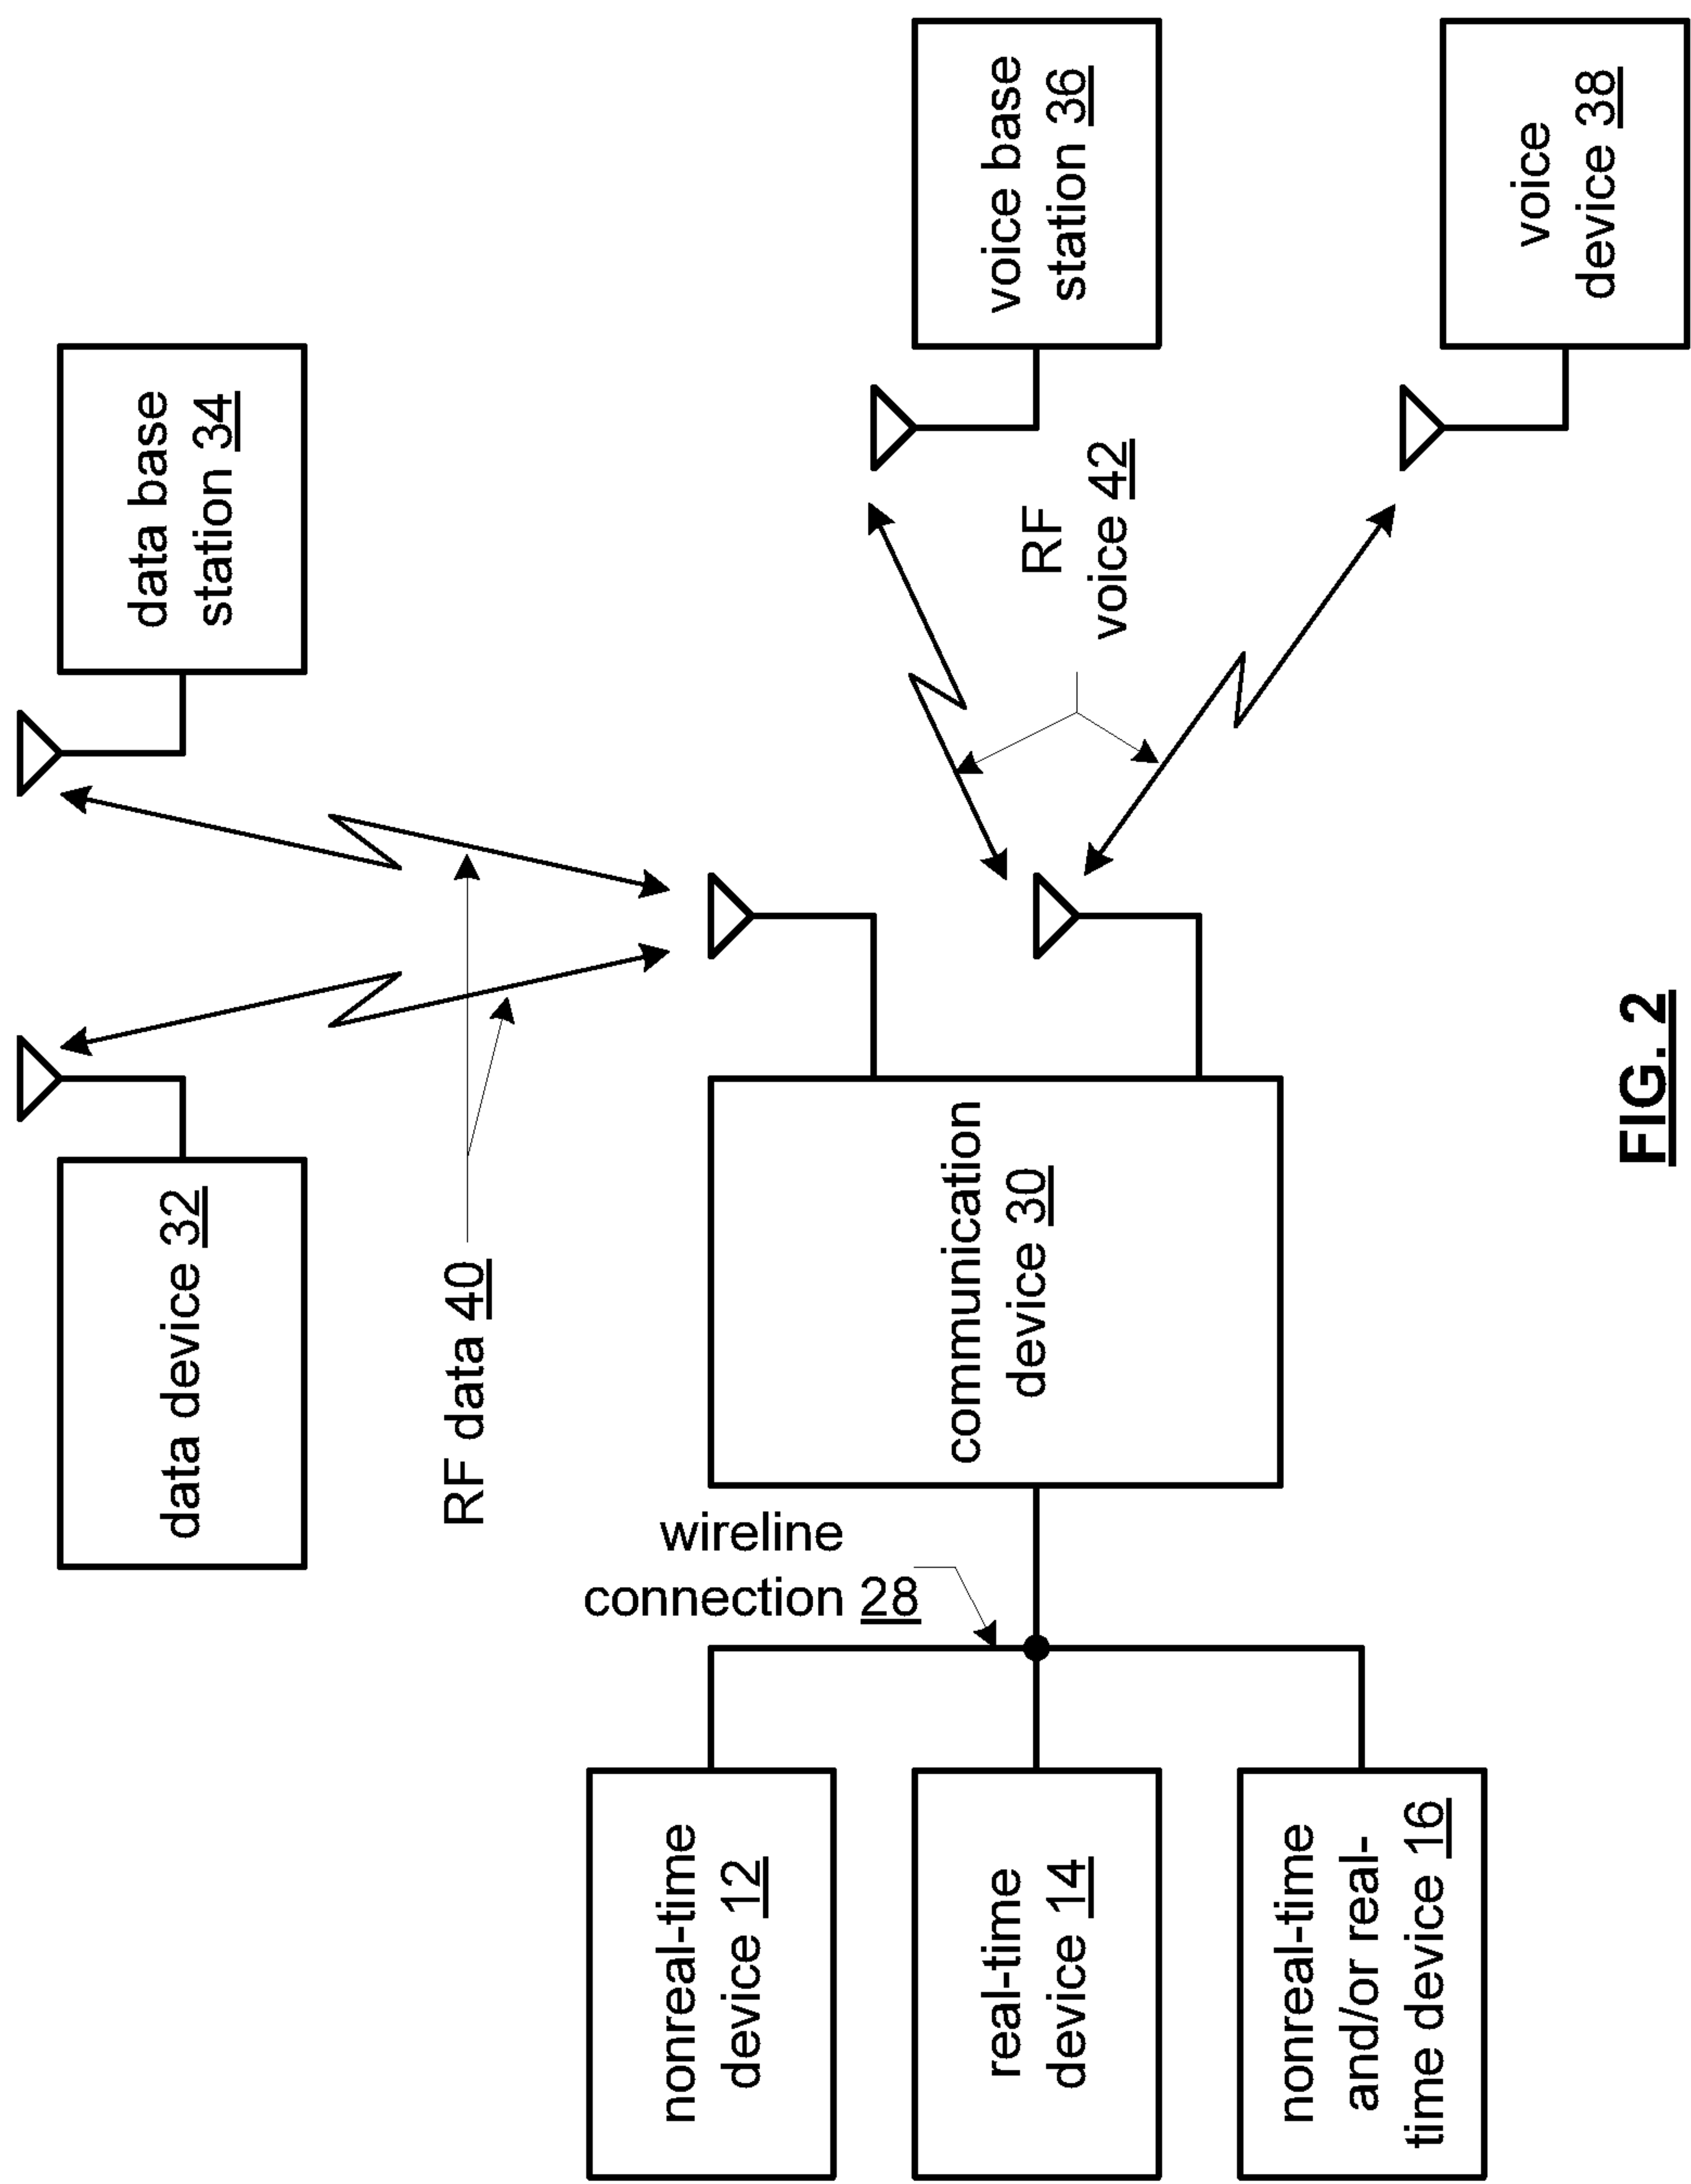 data device 32
data base
station 34
RF data 40
wireline
connection 28
communication
device 30
RF
voice 42
voice base
station 36
voice
device 38
nonreal-time
device 12
real-time
device 14
nonreal-time
and/or real-
time device 16
FIG. 2